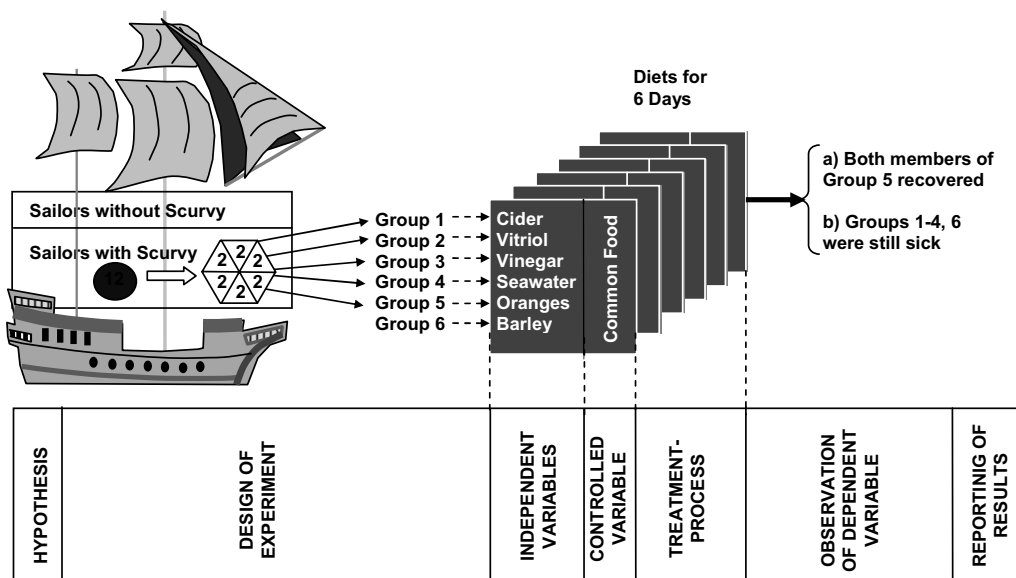 Diets for
6 Days
Sailors without Scurvy
Sailors with Scurvy
12
2
2
2
2
2
2
Group 1
Group 2
Group 3
Group 4
Group 5
Group 6
Cider
Vitriol
Vinegar
Seawater
Oranges
Barley
Common Food
a) Both members of
Group 5 recovered
b) Groups 1-4, 6
were still sick
HYPOTHESIS
DESIGN OF
EXPERIMENT
INDEPENDENT
VARIABLES
CONTROLLED
VARIABLE
TREATMENT-
PROCESS
OBSERVATION
OF DEPENDENT
VARIABLE
REPORTINIG OF
RESULTS